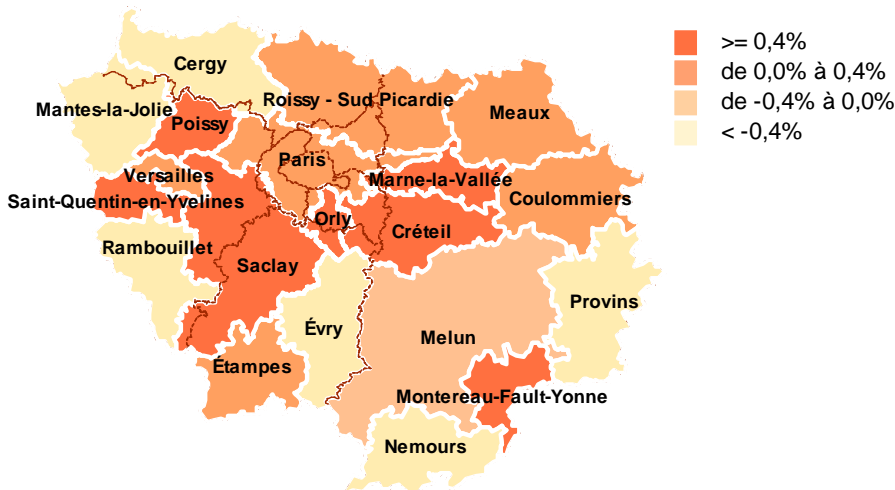 >= 0,4%
de 0,0% à 0,4%
de -0,4% à 0,0%
< -0,4%
Cergy
Mantes-la-Jolie
Roissy - Sud Picardie
Meaux
Poissy
Paris
Versailles
Marne-la-Vallée
Saint-Quentin-en-Yvelines
Coulommiers
Orly
Créteil
Rambouillet
Saclay
Provins
Évry
Melun
Étampes
Montereau-Fault-Yonne
Nemours